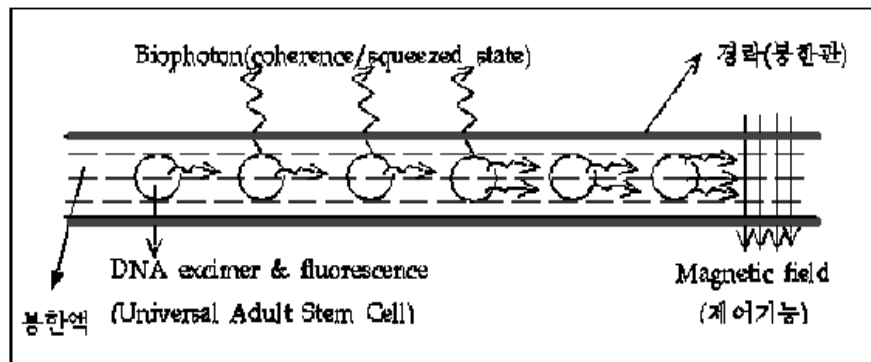 Biophoton(coherence/squeezed state)
경락(봉한관)
DNA excimer & fluorescence
(Universal Adult Stem Cell)
봉한액
Magnetic field
(제어기능)